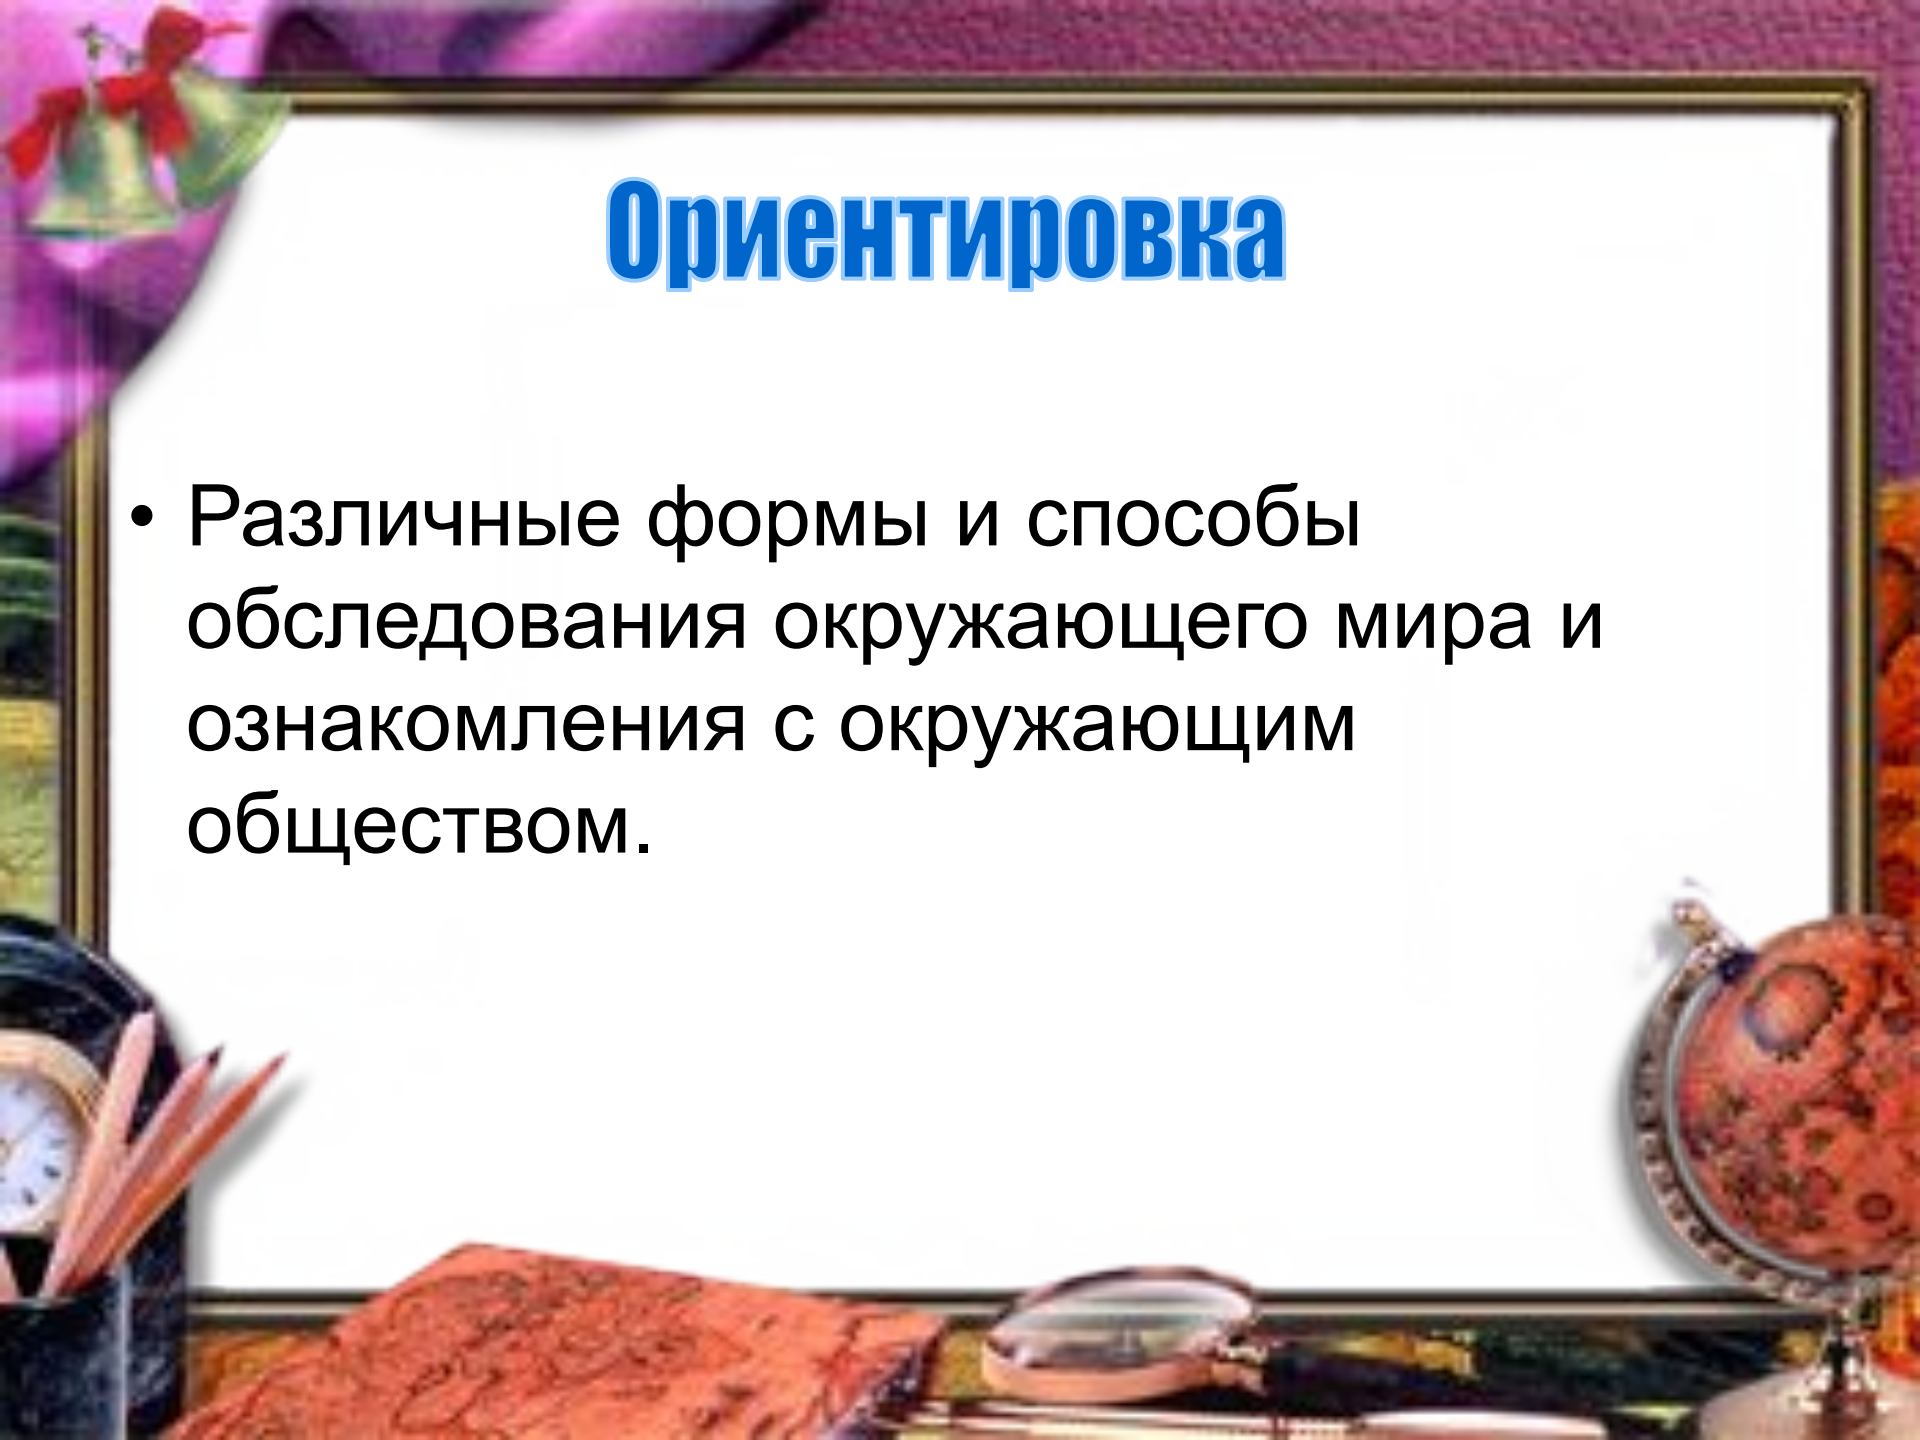 Ориентировка
• Различные формы и способы
обследования окружающего мира и
ознакомления с окружающим
обществом.